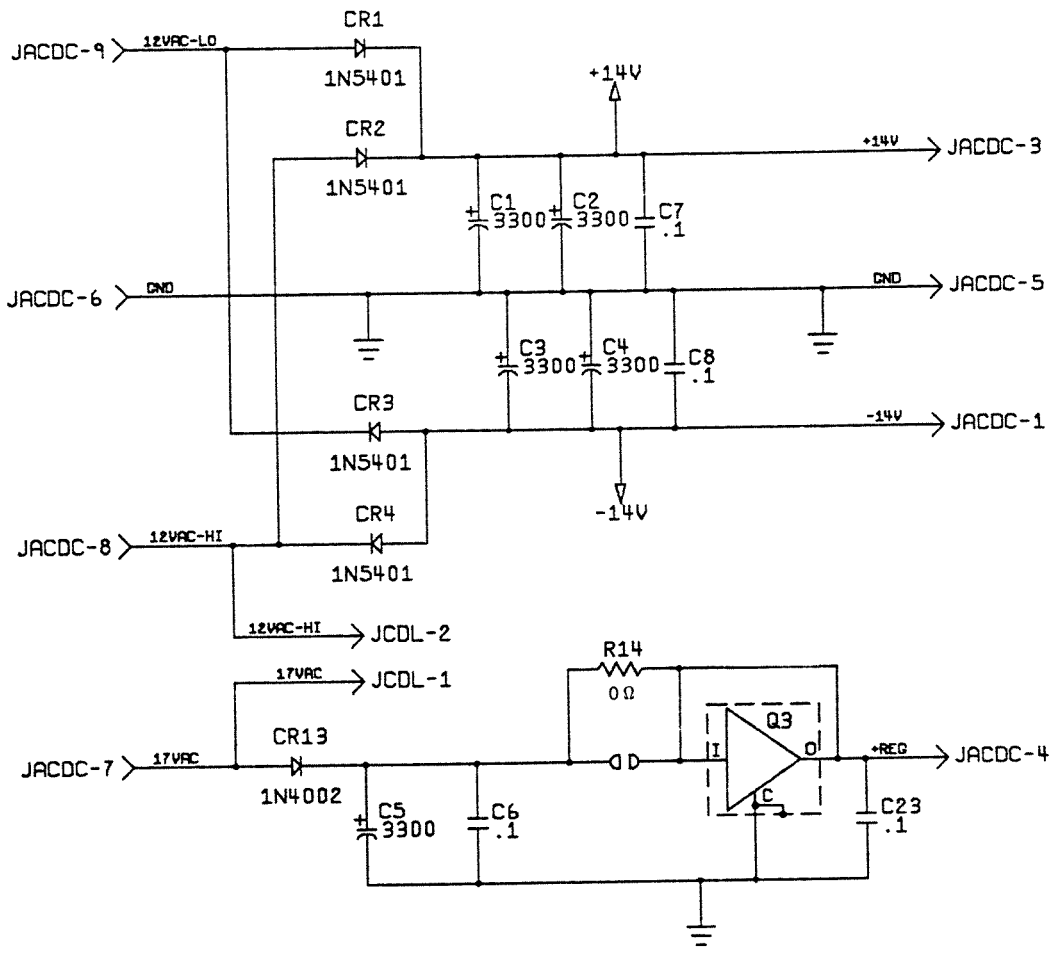 CR1
JACDC-9
12VAC-LO
1N5401
+14V
CR2
+14V
JACDC-3
1N5401
+
C1
3300
+
C2
3300
C7
.1
JACDC-6
GND
GND
JACDC-5
+
C3
3300
+
C4
3300
C8
.1
CR3
-14V
JACDC-1
1N5401
-14V
CR4
JACDC-8
12VAC-HI
1N5401
12VAC-HI
JCDL-2
R14
17VAC
JCDL-1
0 Ω
Q3
CR13
JACDC-7
17VAC
I
O
+REG
JACDC-4
1N4002
C
+
C5
3300
C6
.1
C23
.1